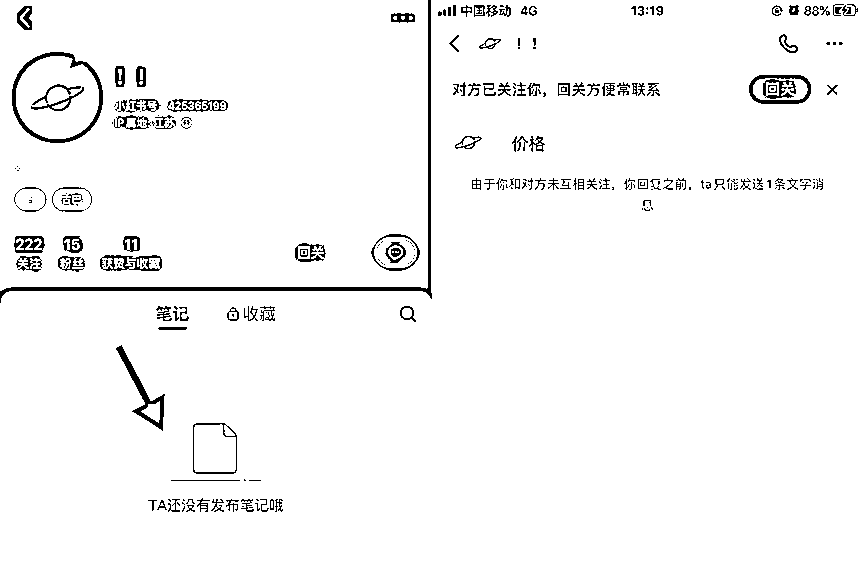 ！！
小红书号：425365199
IP属地：江苏
古巴
222 15 11
关注 粉丝 获赞与收藏
回关
笔记 收藏
TA还没有发布笔记哦
中国移动 4G 13:19 88%
！！
对方已关注你，回关方便常联系 回关
价格
由于你和对方未互相关注，你回复之前，ta只能发送1条文字消
息